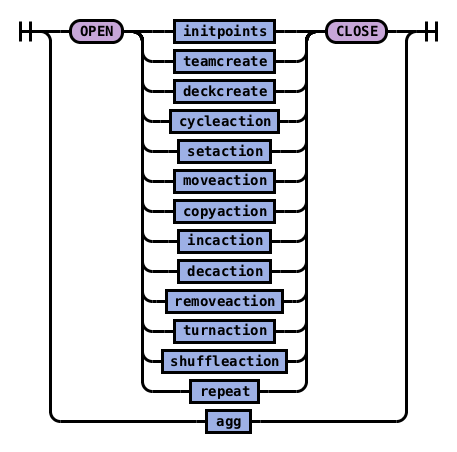 OPEN initpoints CLOSE
teamcreate
deckcreate
cycleaction
setaction
moveaction
copyaction
incaction
decaction
removeaction
turnaction
shuffleaction
repeat
agg